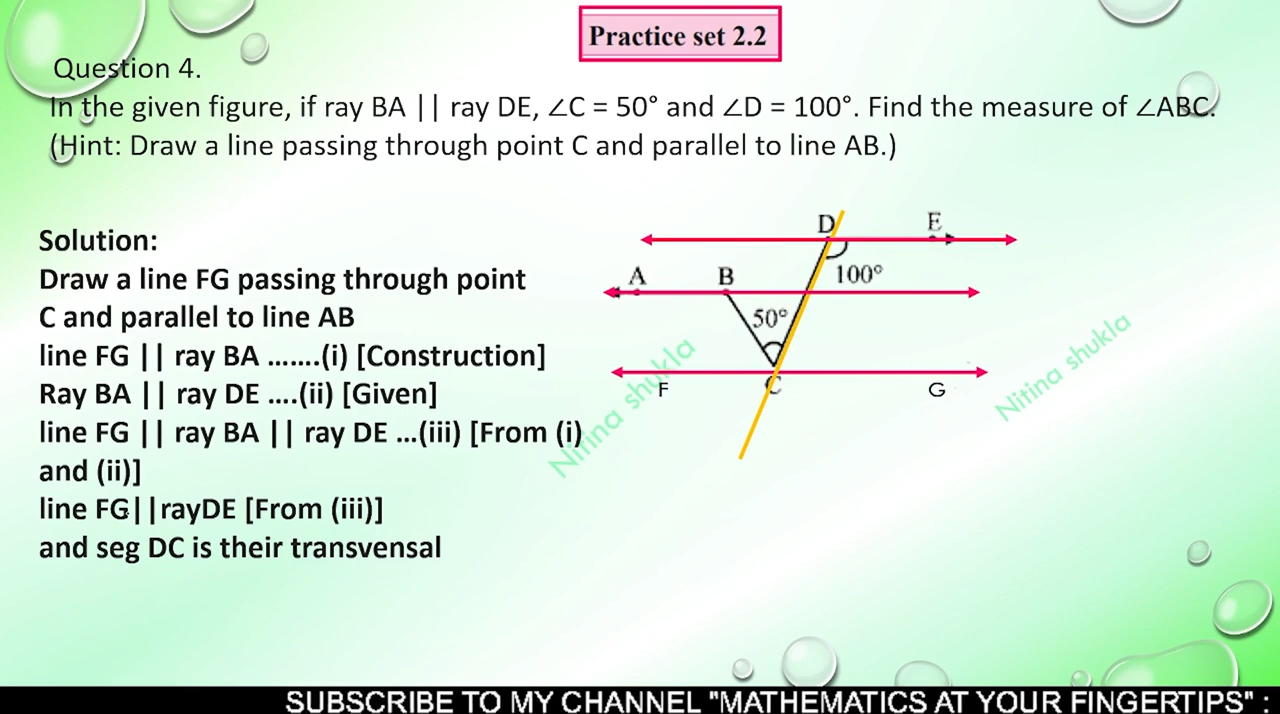 Practice set 2.2
Question 4.
In the given figure, if ray BA || ray DE, ∠C = 50° and ∠D = 100°. Find the measure of ∠ABC.
(Hint: Draw a line passing through point C and parallel to line AB.)
Solution:
Draw a line FG passing through point
C and parallel to line AB
line FG || ray BA …….(i) [Construction]
Ray BA || ray DE ….(ii) [Given]
line FG || ray BA || ray DE …(iii) [From (i)
and (ii)]
line FG||rayDE [From (iii)]
and seg DC is their transvensal
D E
A B 100°
50°
F C G
Nitina shukla
Nitina shukla
SUBSCRIBE TO MY CHANNEL "MATHEMATICS AT YOUR FINGERTIPS" :